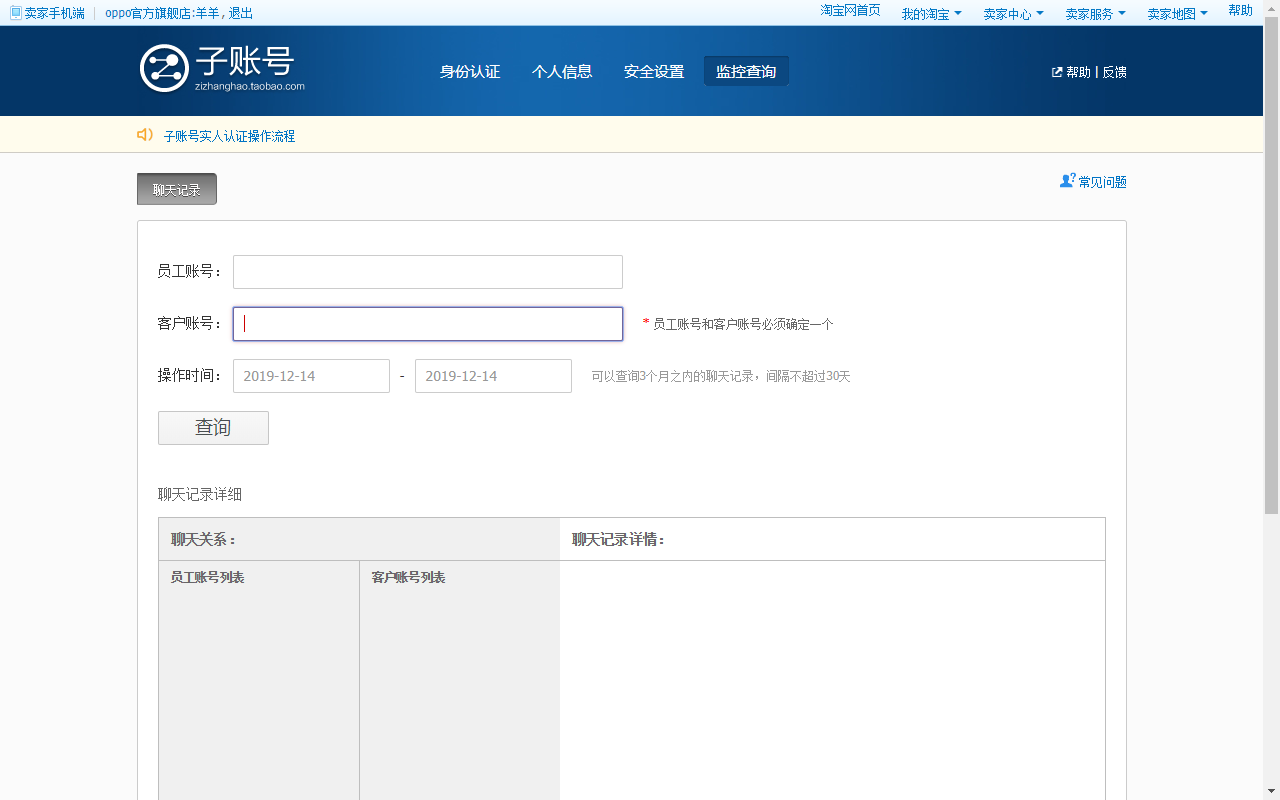 卖家手机端 | oppo官方旗舰店:羊羊 , 退出 淘宝网首页 我的淘宝 卖家中心 卖家服务 卖家地图 帮助
子账号
zizhanghao.taobao.com
身份认证 个人信息 安全设置 监控查询 帮助 | 反馈
子账号实人认证操作流程
聊天记录 常见问题
员工账号：
客户账号： * 员工账号和客户账号必须确定一个
操作时间： 2019-12-14 - 2019-12-14 可以查询3个月之内的聊天记录，间隔不超过30天
查询
聊天记录详细
聊天关系： 聊天记录详情：
员工账号列表 客户账号列表